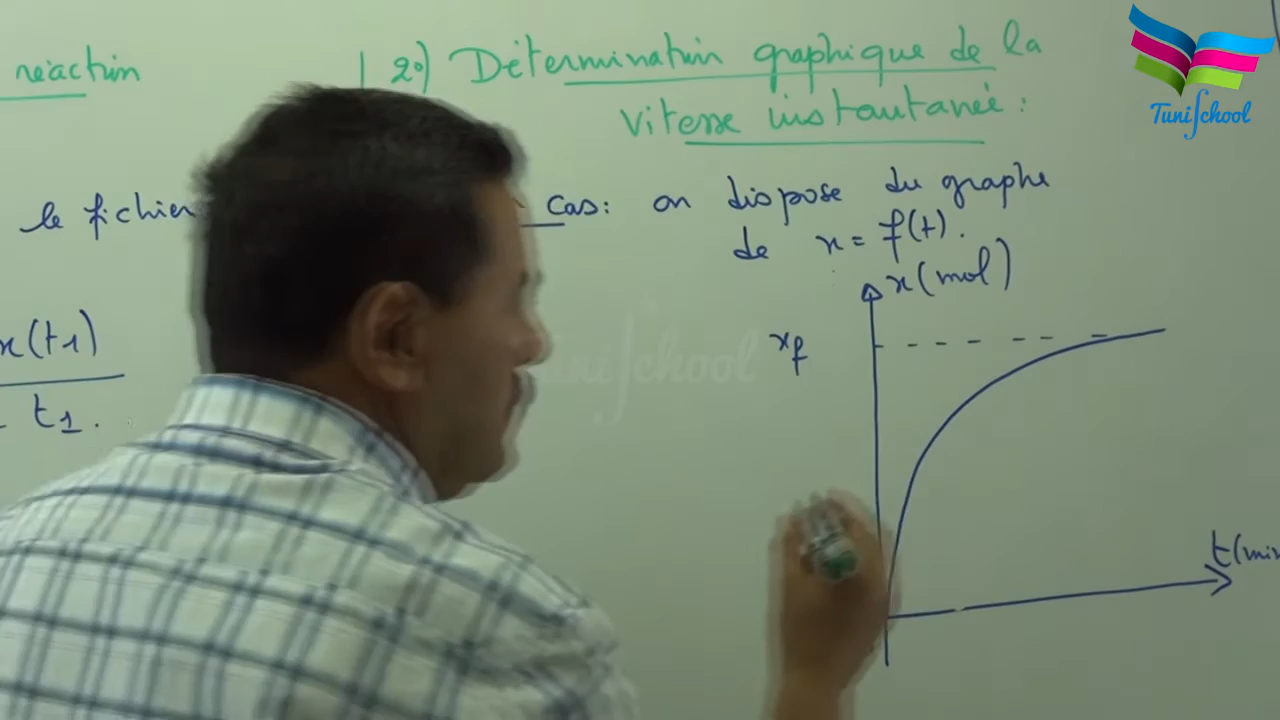 réaction
2°) Détermination graphique de la
vitesse instantanée :
le fichier
cas: on dispose du graphe
de x = f(t).
x(t1)
t1.
x(mol)
xf
t(min
TuniSchool
TuniSchool